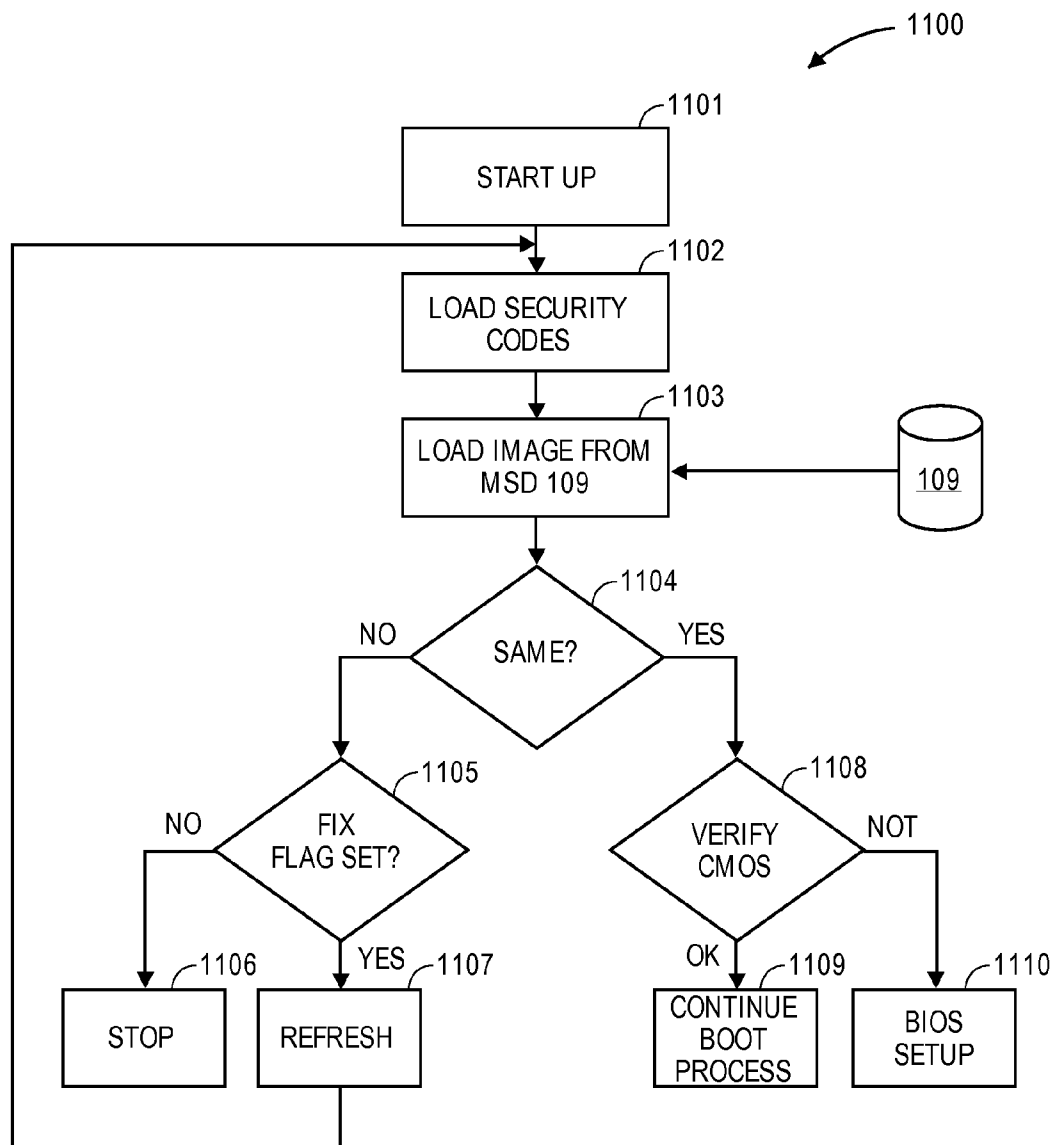 1100
1101
START UP
1102
LOAD SECURITY
CODES
1103
LOAD IMAGE FROM
MSD 109
109
1104
NO
SAME?
YES
1105
NO
FIX
FLAG SET?
YES
1108
VERIFY
CMOS
NOT
OK
1106
STOP
1107
REFRESH
1109
CONTINUE
BOOT
PROCESS
1110
BIOS
SETUP